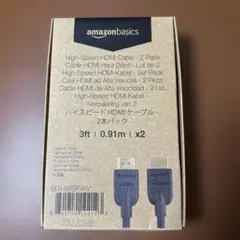 amazonbasics
High-Speed HDMI Cable - 2-Pack
Câble HDMI Haut Débit - Lot de 2
High-Speed HDMI-Kabel - 2er-Pack
Cavi HDMI ad Alta Velocità - 2 Pezzi
Cable HDMI de Alta Velocidad - 2 Ud.
High-Speed HDMI-Kabel -
Verpakking van 2
ハイスピード HDMIケーブル -
2本パック
3ft | 0.91m | x2